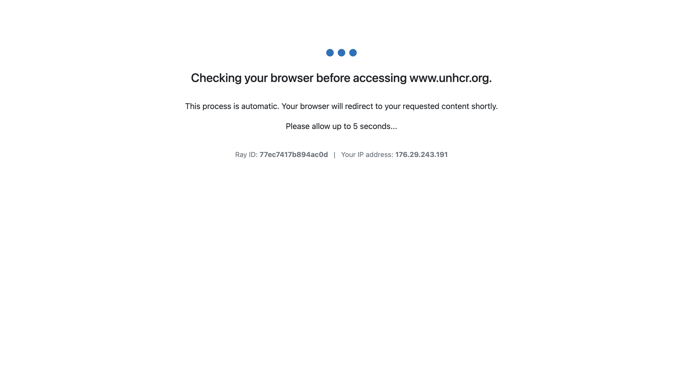 Checking your browser before accessing www.unhcr.org.
This process is automatic. Your browser will redirect to your requested content shortly.
Please allow up to 5 seconds...
Ray ID: 77ec7417b894ac0d | Your IP address: 176.29.243.191